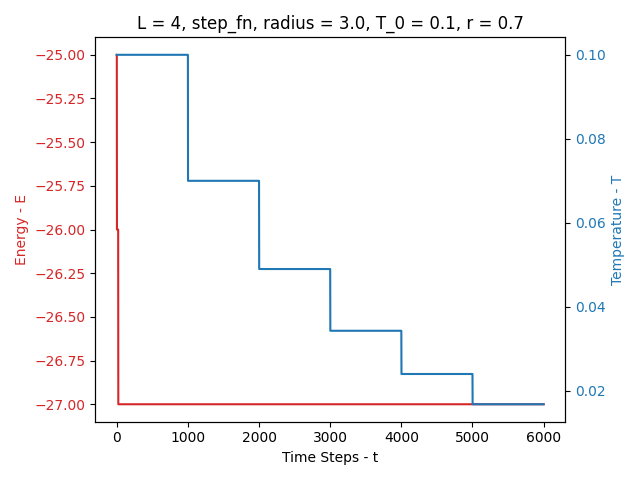 L = 4, step_fn, radius = 3.0, T_0 = 0.1, r = 0.7
Energy - E
−25.00
−25.25
−25.50
−25.75
−26.00
−26.25
−26.50
−26.75
−27.00
0.10
0.08
0.06
0.04
0.02
Temperature - T
0 1000 2000 3000 4000 5000 6000
Time Steps - t